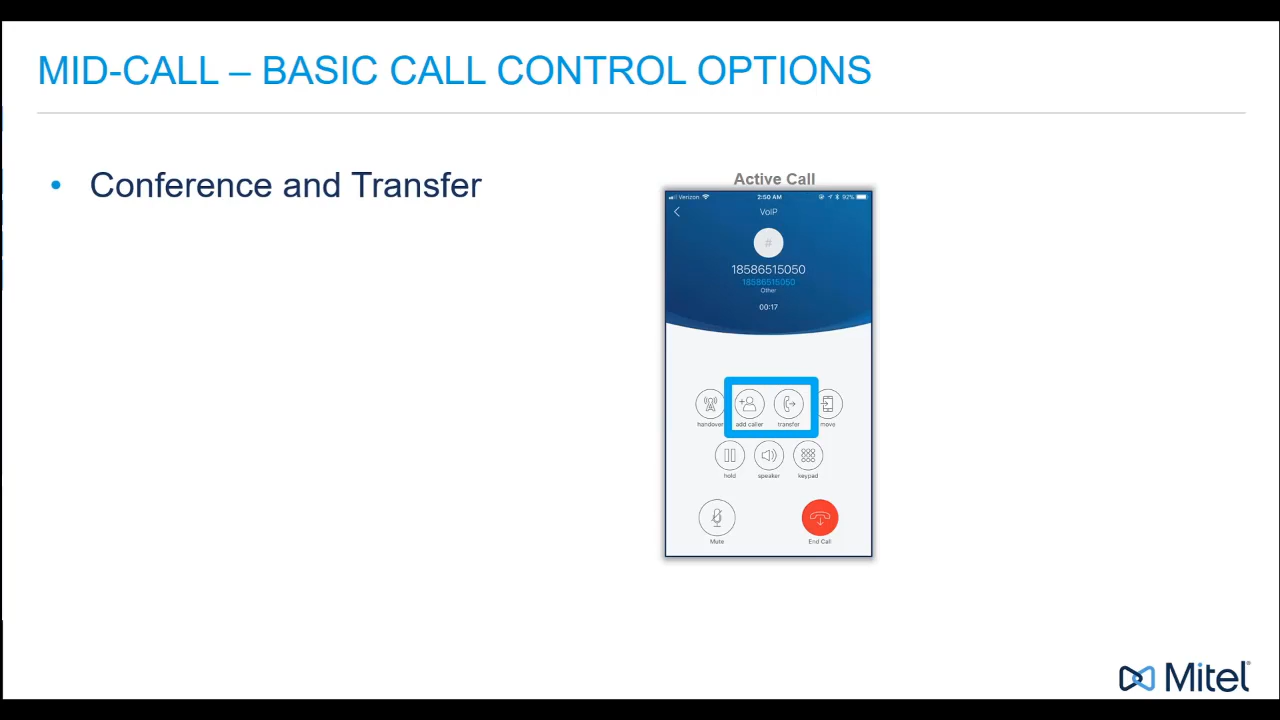 MID-CALL – BASIC CALL CONTROL OPTIONS
• Conference and Transfer
Active Call
Verizon 2:50 AM 92%
VoIP
#
18586515050
18586515050
Other
00:17
handover add caller transfer move
hold speaker keypad
Mute End Call
Mitel